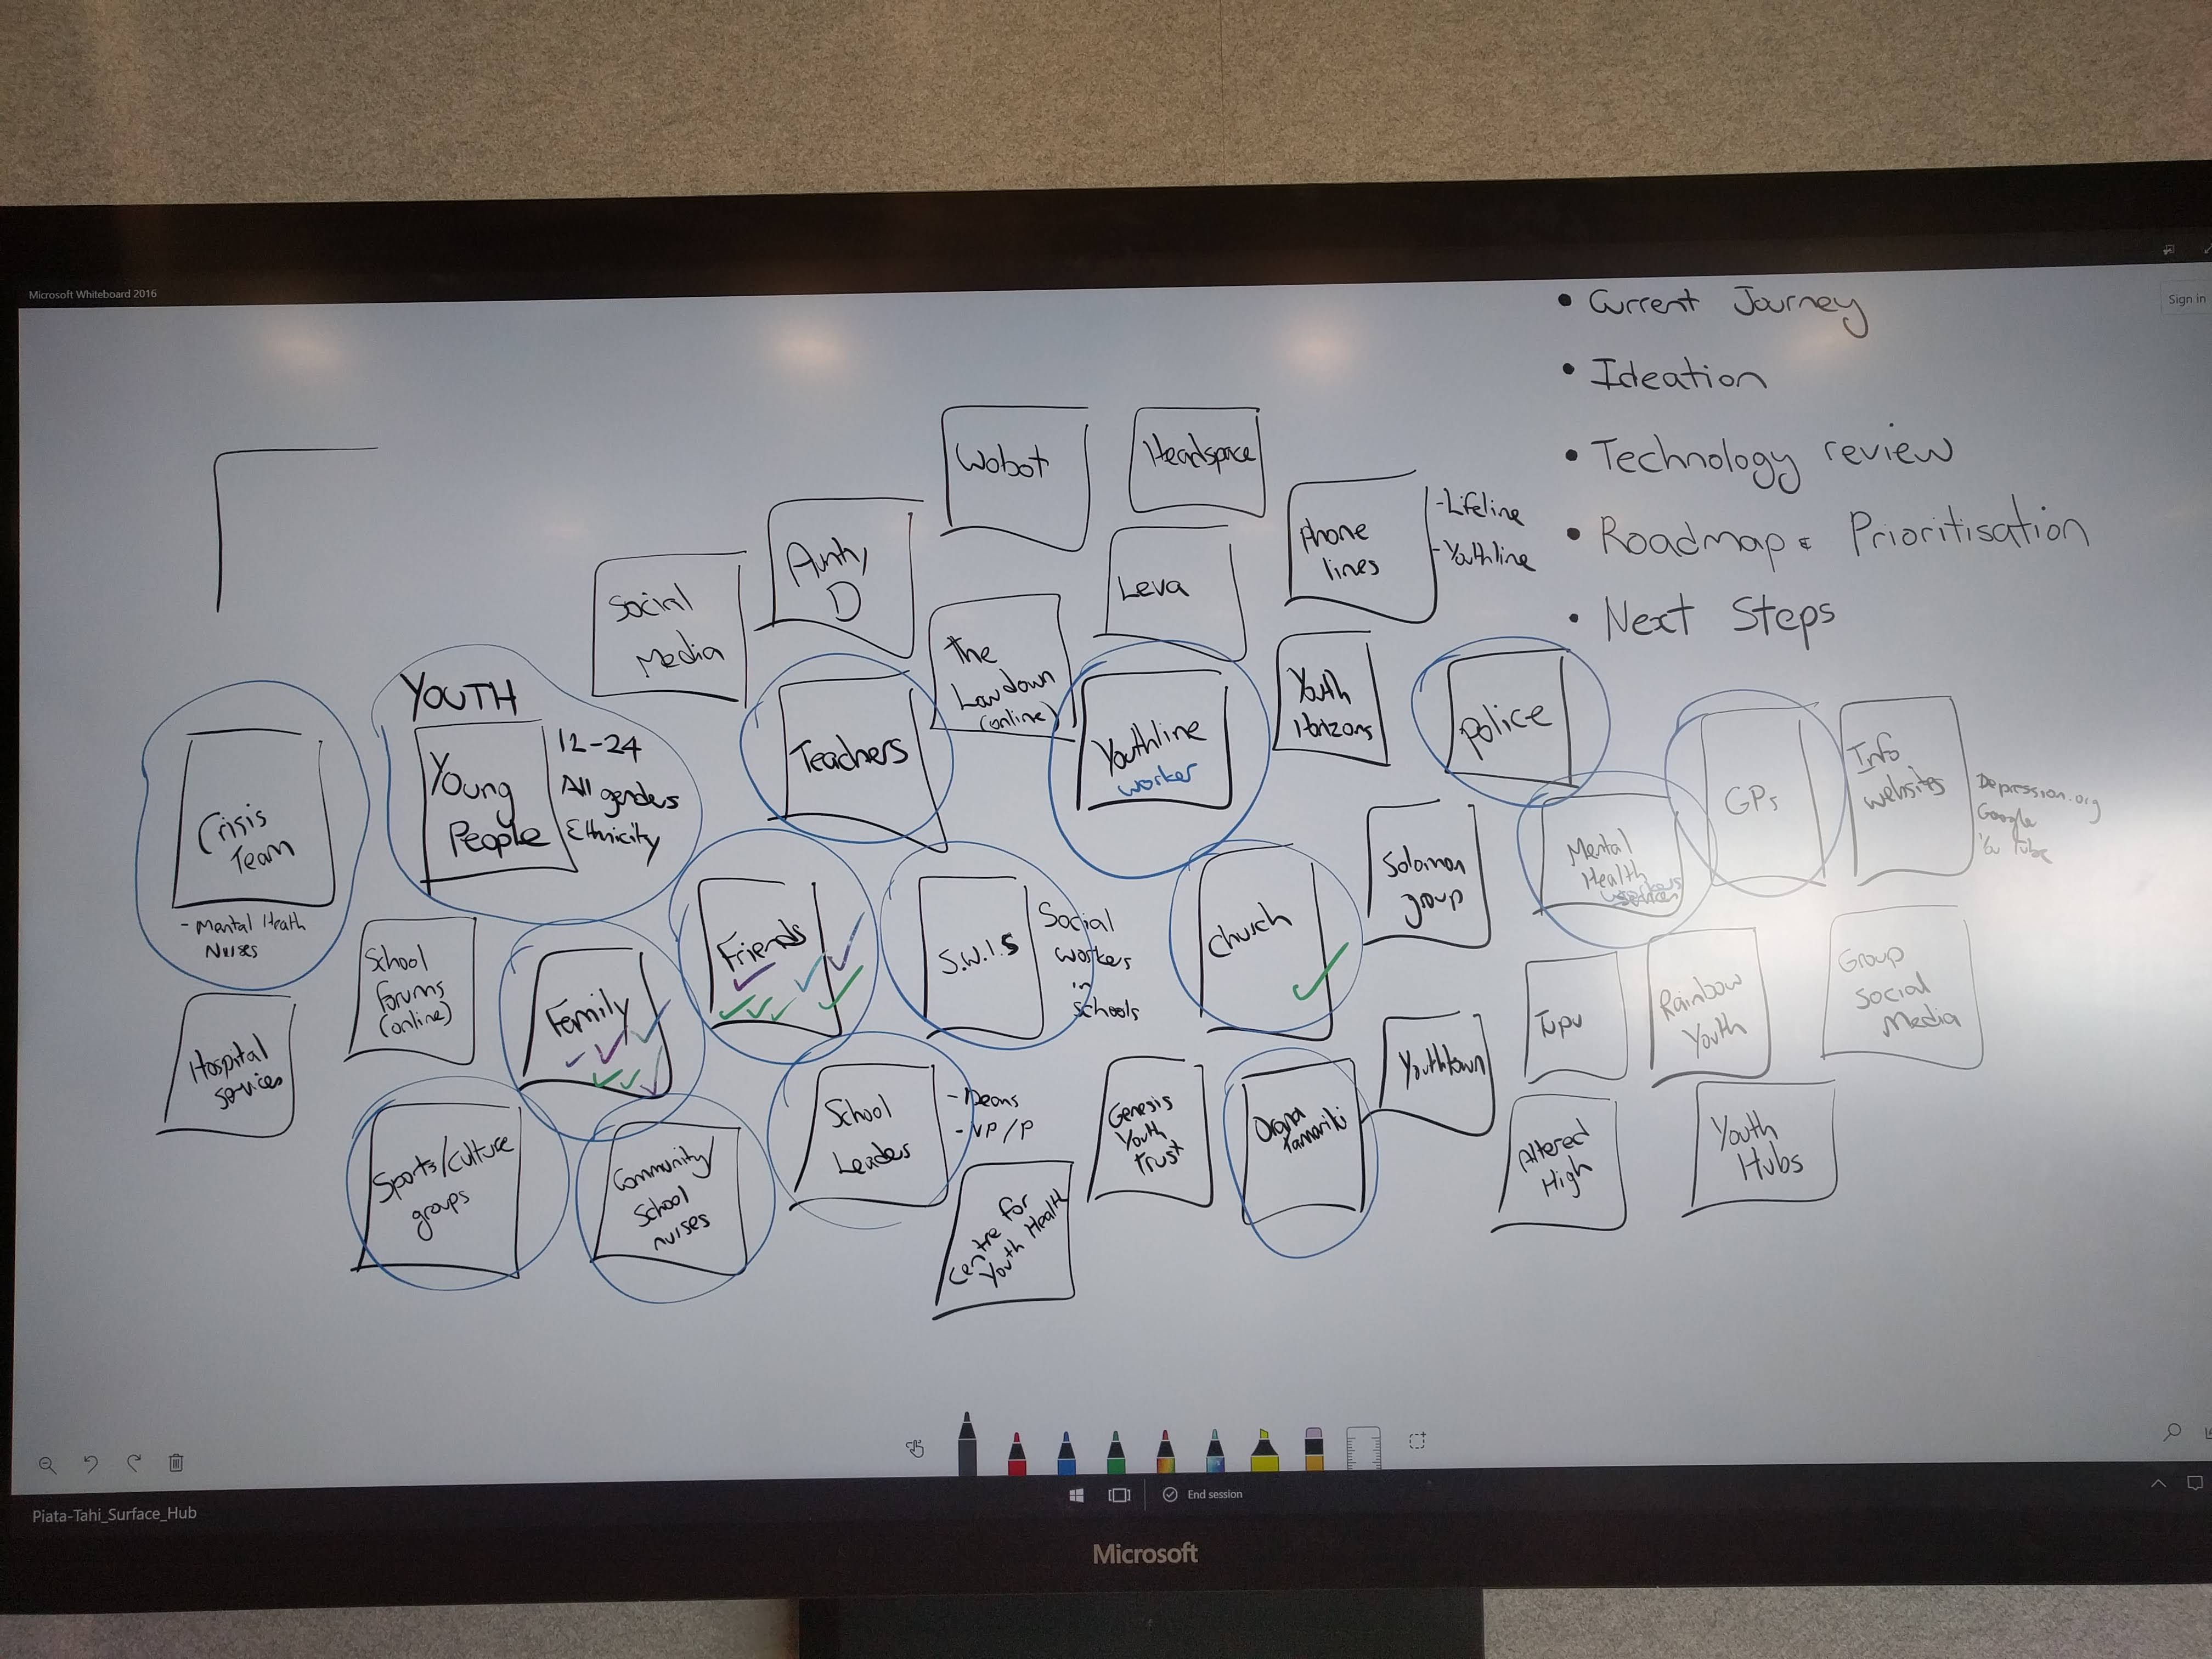 Microsoft Whiteboard 2016
Sign in
• Current Journey
• Ideation
• Technology review
• Roadmap & Prioritisation
• Next Steps
Wobot
Headspace
Phone
lines
-Lifeline
-Youthline
Aunty
D
Leva
Social
Media
The
Lowdown
(online)
Youth
Horizons
YOUTH
Young
People
12-24
All genders
Ethnicity
Teachers
Youthline
worker
Police
GPs
Info
websites
Depression.org
Google
You Tube
Crisis
Team
- Mental Health
Nurses
Mental
Health
workers
Solomon
group
Friends
S.W.I.S
Social
workers
in
Schools
Church
School
forums
(online)
Family
Tupu
Rainbow
Youth
Group
Social
Media
Hospital
services
School
Leaders
- Deans
- VP/P
Genesis
Youth
Trust
Oranga
Tamariki
Youthtown
Altered
High
Youth
Hubs
Sports/Culture
groups
Community/
School
nurses
Centre for
Youth Health
End session
Piata-Tahi_Surface_Hub
Microsoft